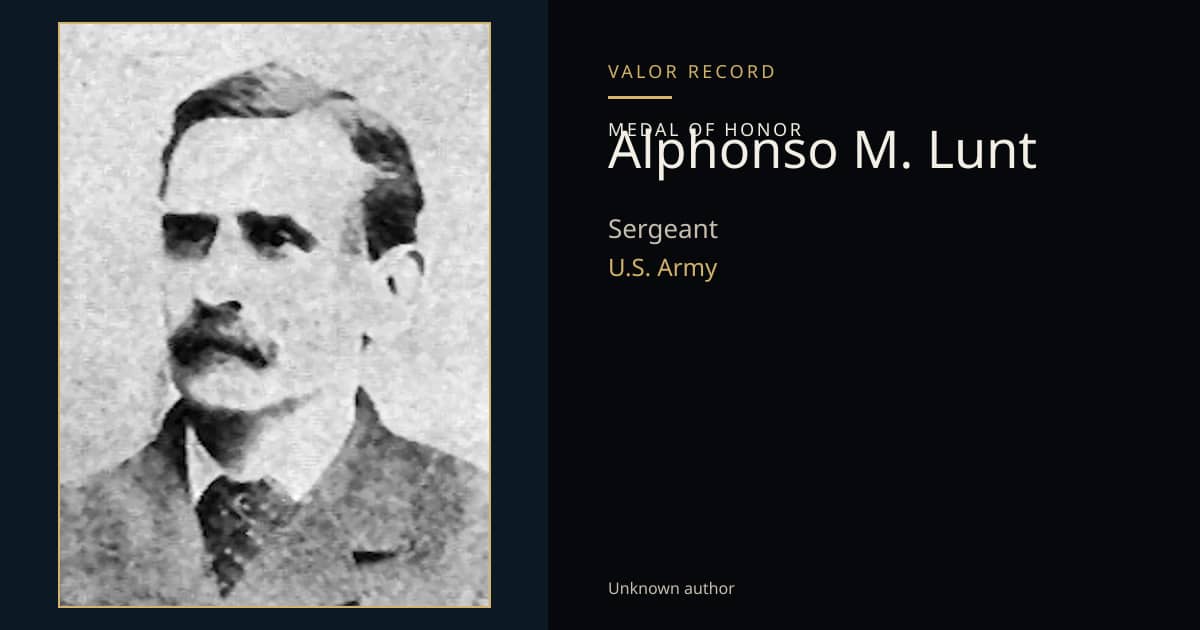 VALOR RECORD
MEDAL OF HONOR
Alphonso M. Lunt
Sergeant
U.S. Army
Unknown author